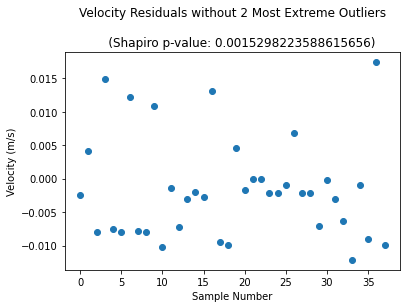 Velocity Residuals without 2 Most Extreme Outliers
(Shapiro p-value: 0.0015298223588615656)
0.015
0.010
0.005
0.000
−0.005
−0.010
Velocity (m/s)
0 5 10 15 20 25 30 35
Sample Number